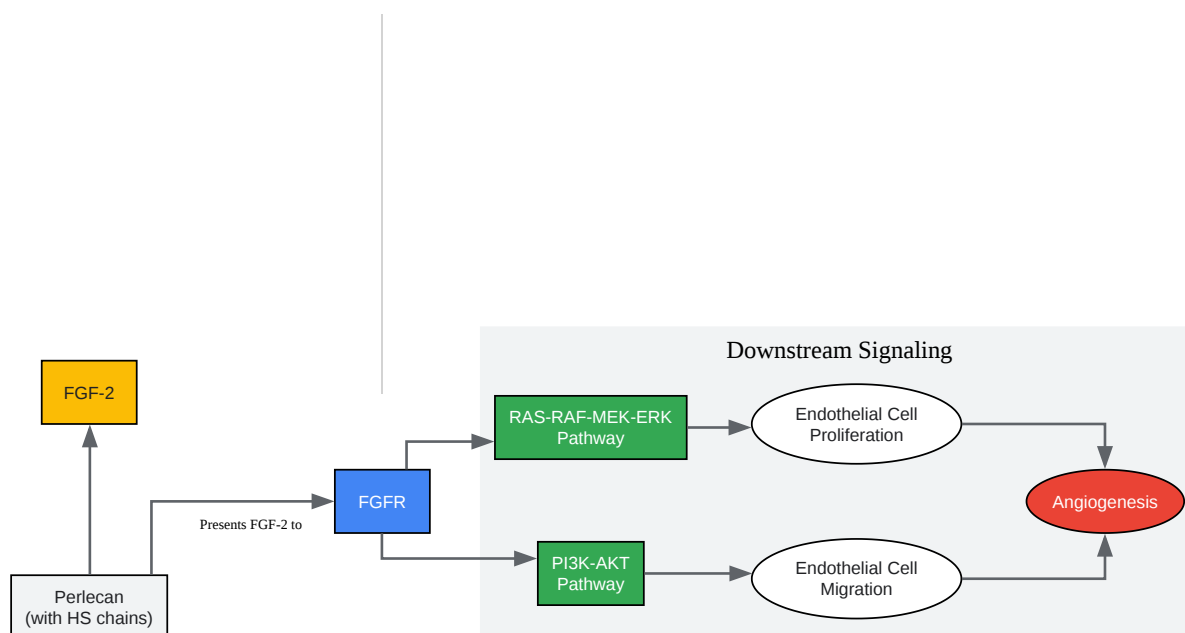 Downstream Signaling
FGF-2
RAS-RAF-MEK-ERK
Pathway
Endothelial Cell
Proliferation
FGFR
Angiogenesis
Presents FGF-2 to
PI3K-AKT
Pathway
Endothelial Cell
Migration
Perlecan
(with HS chains)